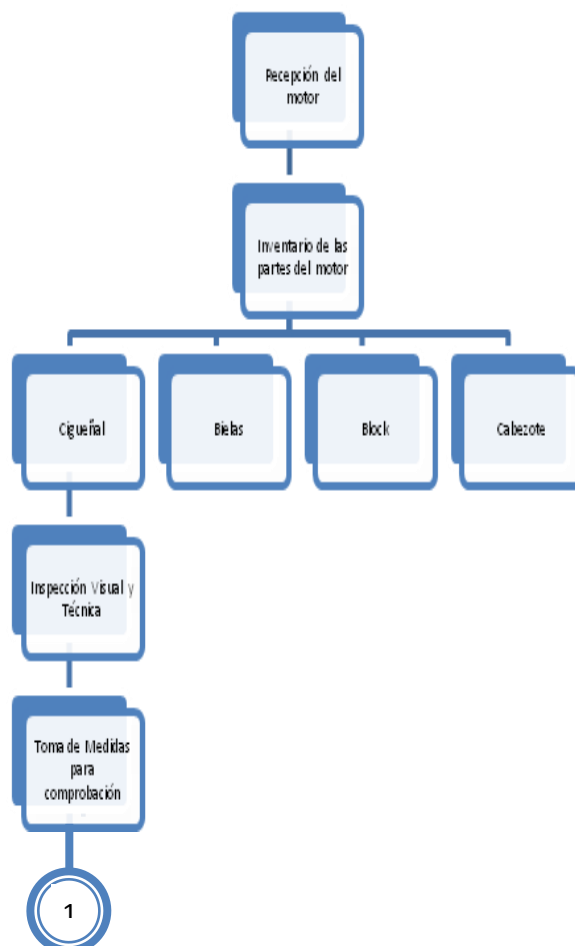 Recepción del
motor
Inventario de las
partes del motor
Cigueñal
Bielas
Block
Cabezote
Inspección Visual y
Técnica
Toma de Medidas
para
comprobación
1